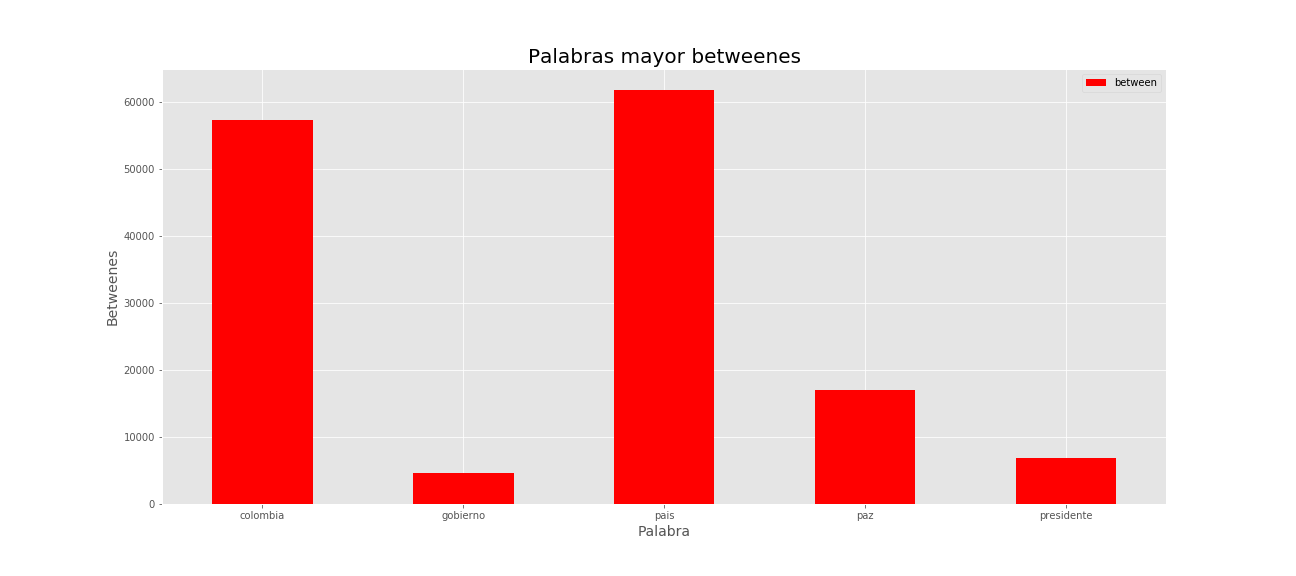 Palabras mayor betweenes
between
60000
50000
40000
30000
20000
10000
0
Betweenes
colombia gobierno pais paz presidente
Palabra